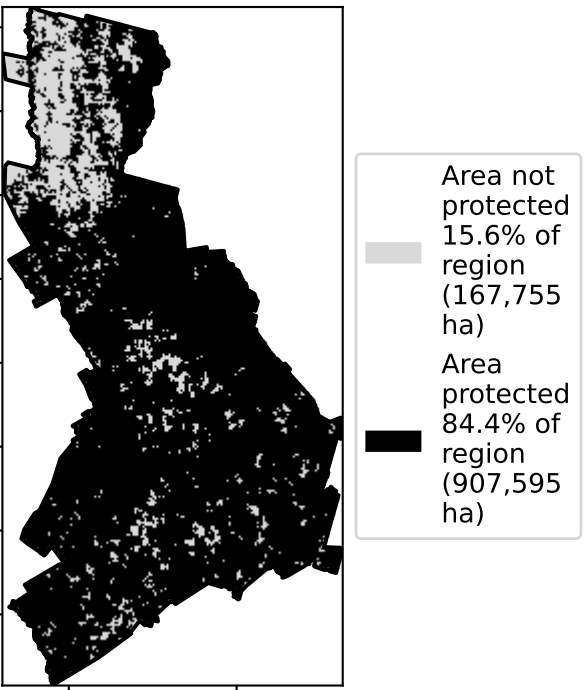 Area not
protected
15.6% of
region
(167,755
ha)
Area
protected
84.4% of
region
(907,595
ha)